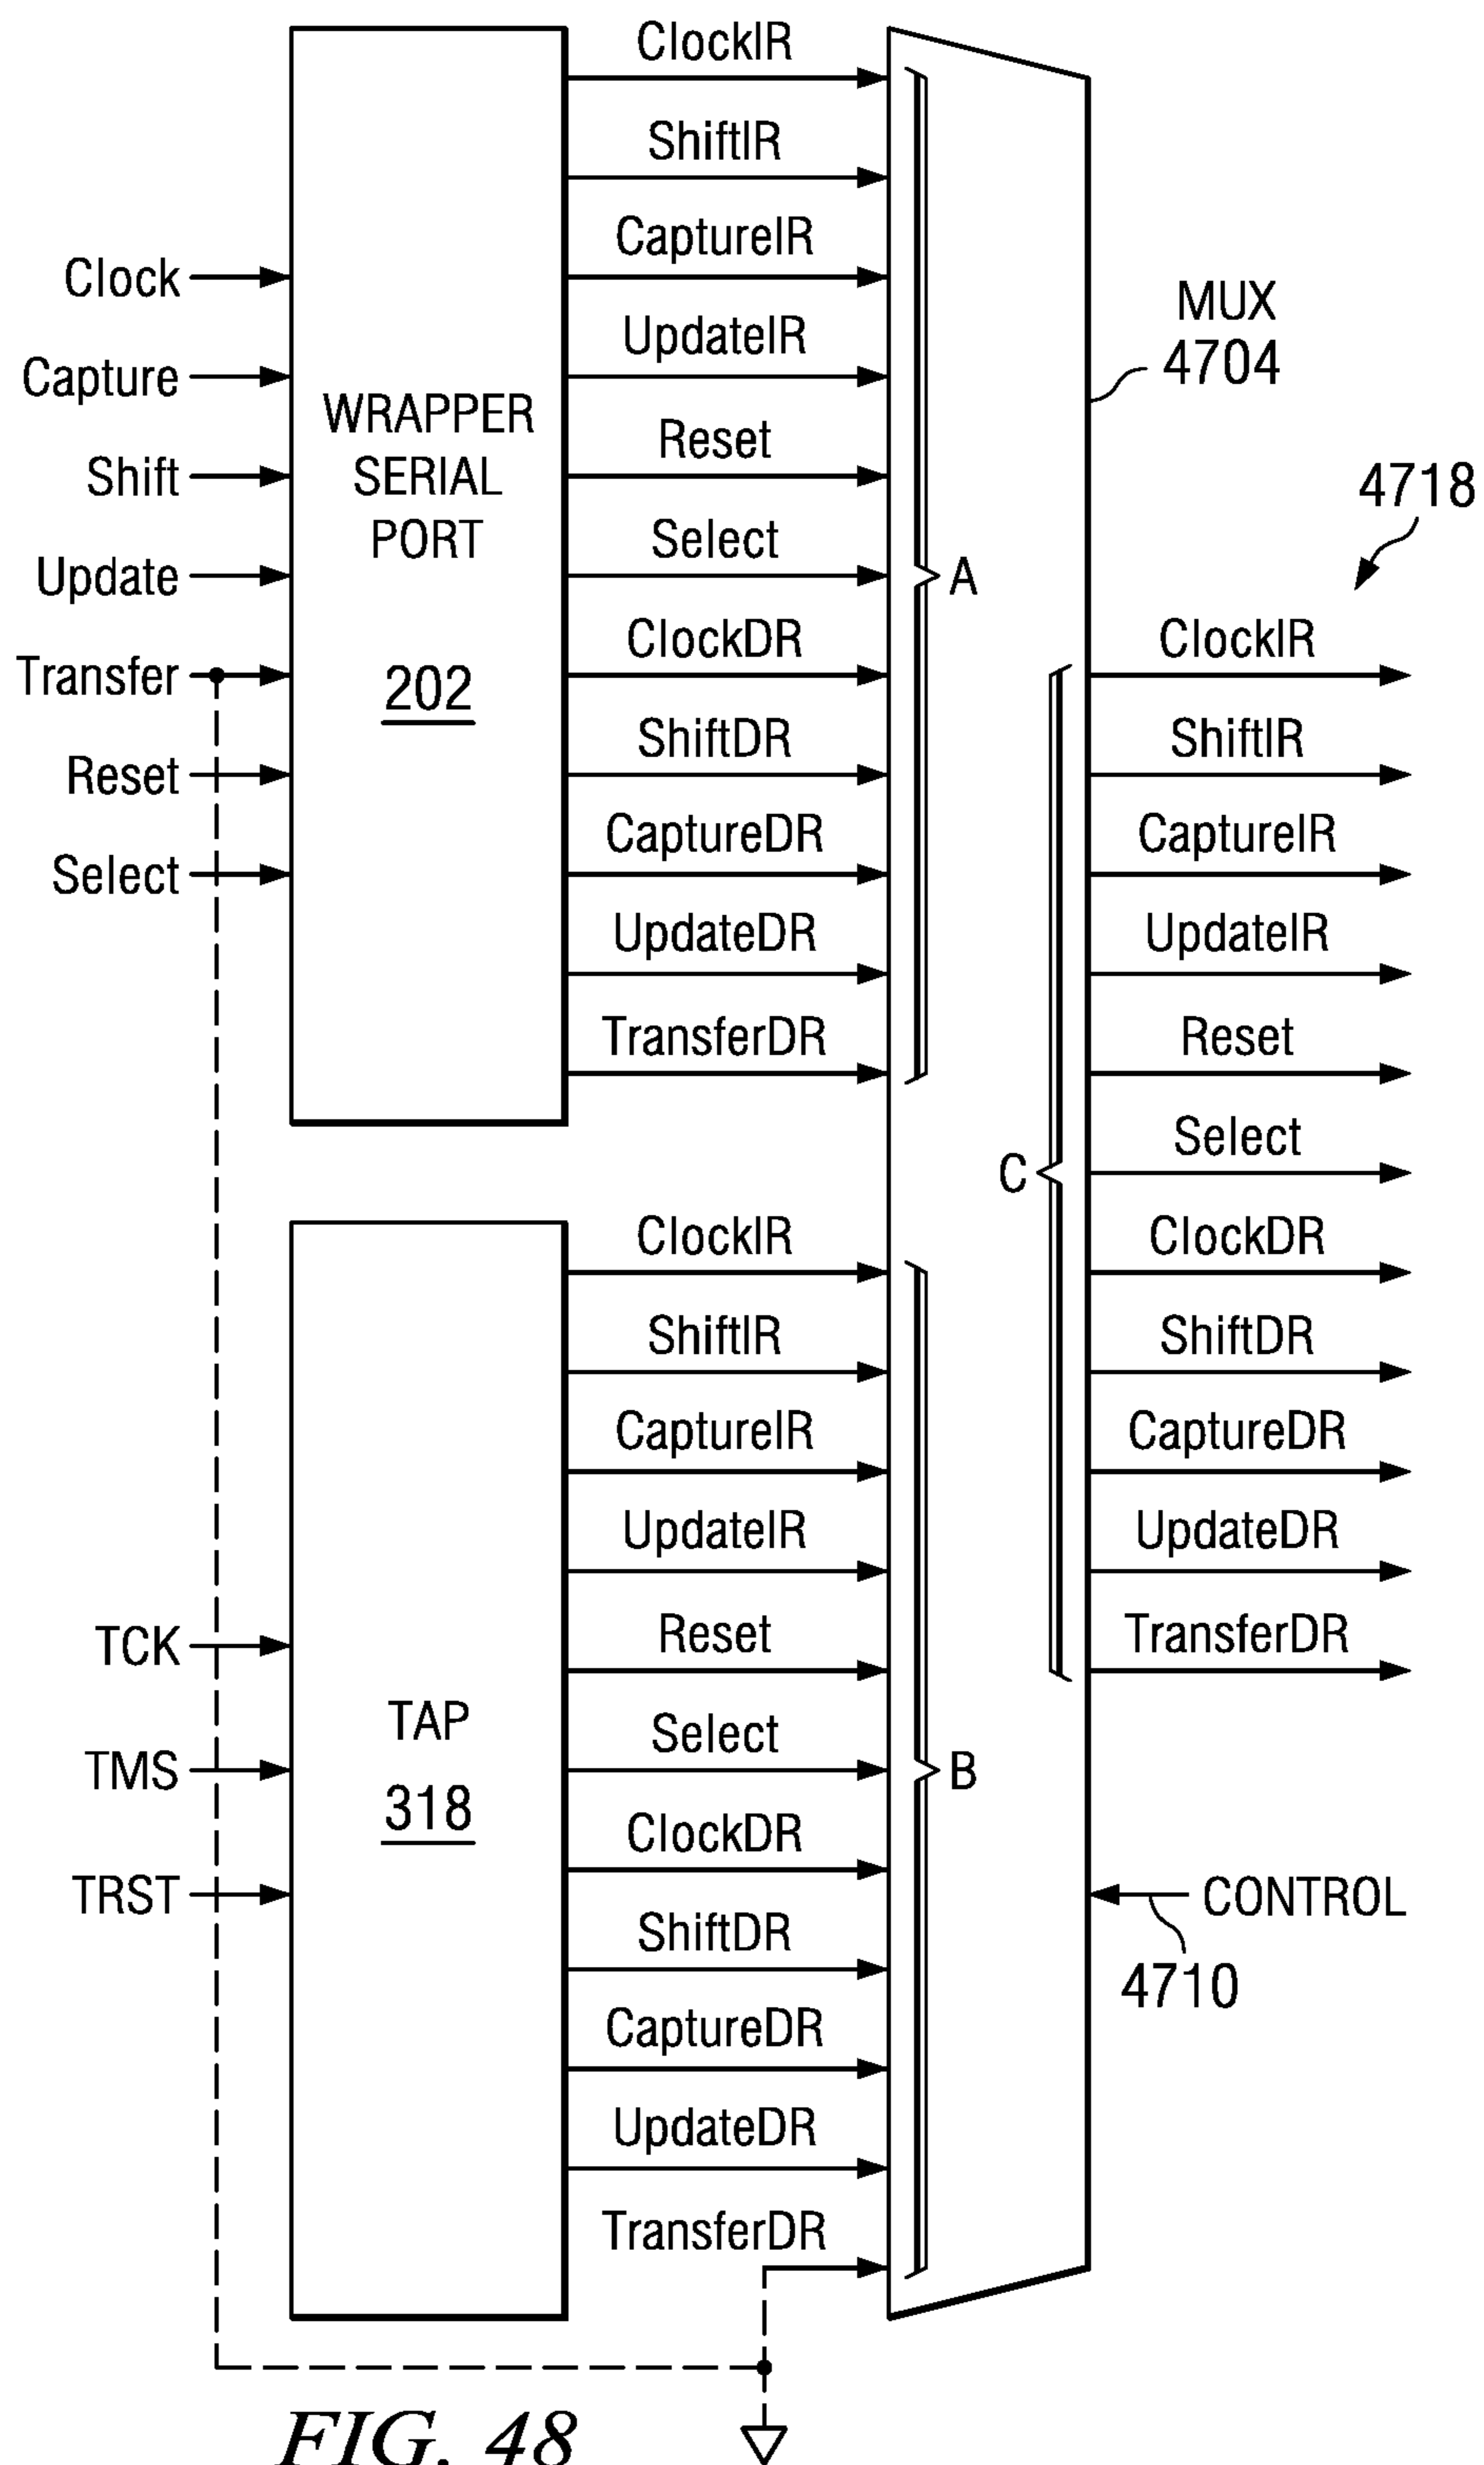 Clock
Capture
Shift
Update
Transfer
Reset
Select
WRAPPER
SERIAL
PORT
202
ClockIR
ShiftIR
CaptureIR
UpdateIR
Reset
Select
ClockDR
ShiftDR
CaptureDR
UpdateDR
TransferDR
A
MUX
4704
4718
TCK
TMS
TRST
TAP
318
ClockIR
ShiftIR
CaptureIR
UpdateIR
Reset
Select
ClockDR
ShiftDR
CaptureDR
UpdateDR
TransferDR
B
C
ClockIR
ShiftIR
CaptureIR
UpdateIR
Reset
Select
ClockDR
ShiftDR
CaptureDR
UpdateDR
TransferDR
CONTROL
4710
FIG. 48